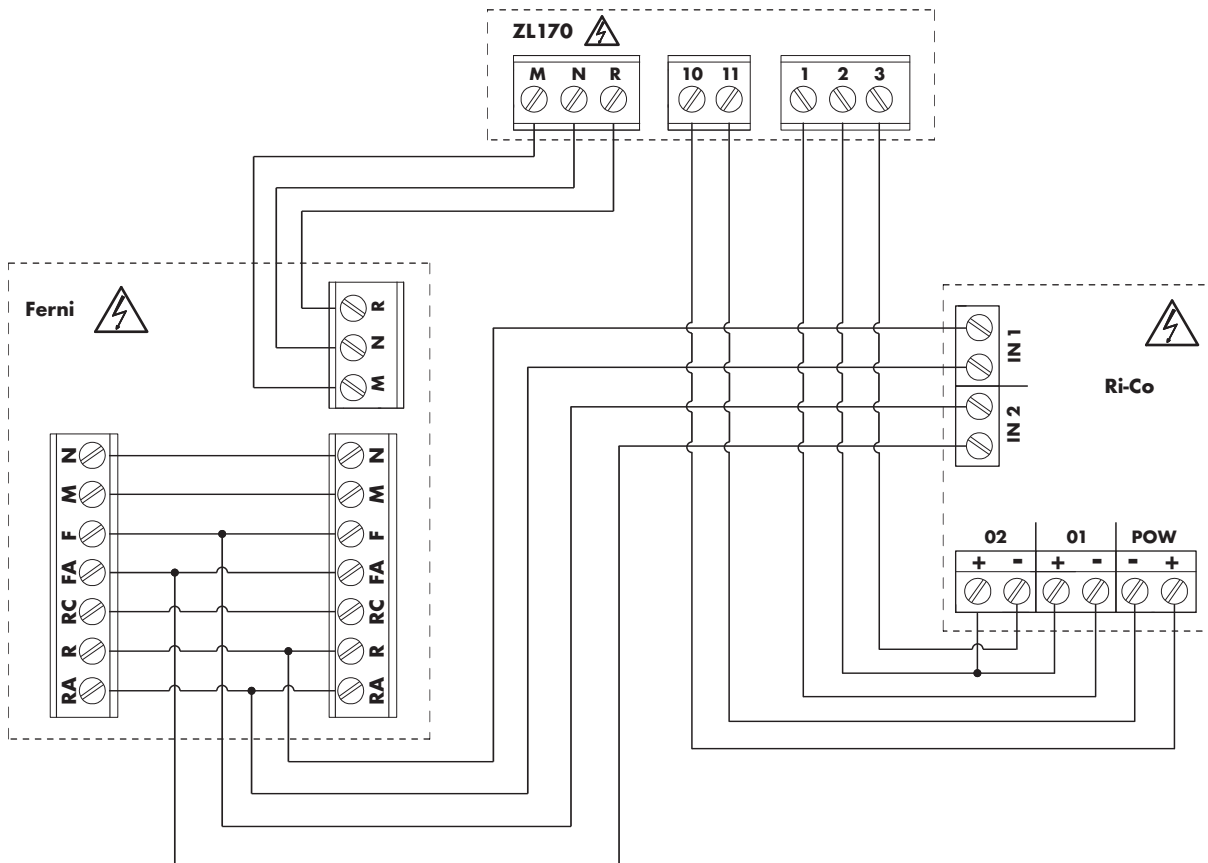 ZL170
M N R 10 11 1 2 3
Ferni
R
N
M
N
M
F
FA
RC
R
RA
N
M
F
FA
RC
R
RA
IN 1
IN 2
Ri-Co
02 01 POW
+ - + - - +